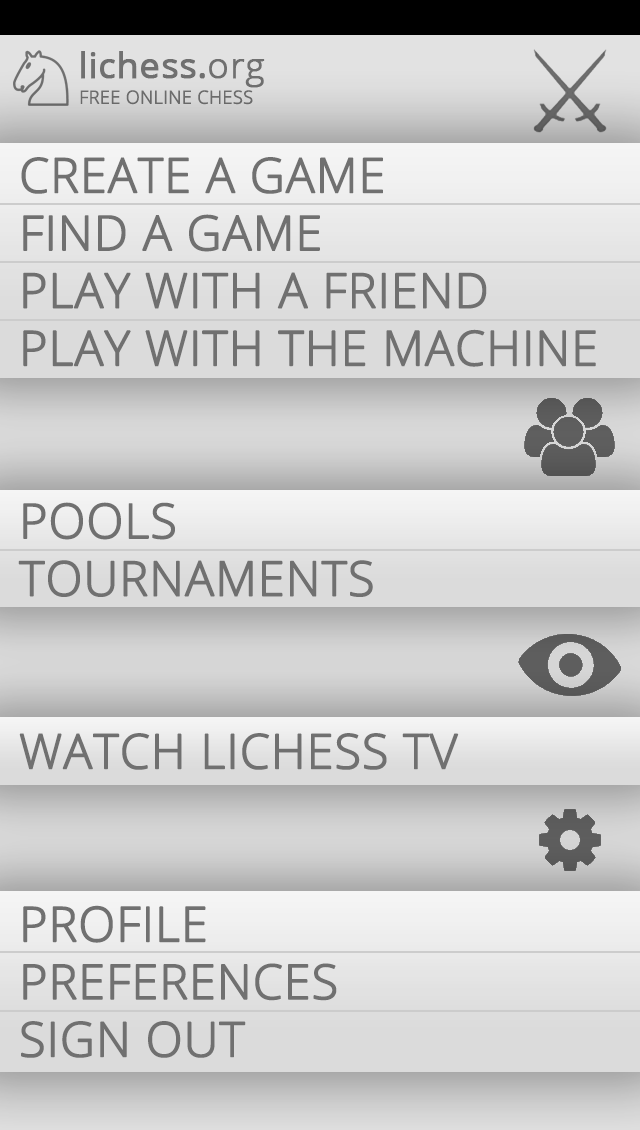 lichess.org
FREE ONLINE CHESS
CREATE A GAME
FIND A GAME
PLAY WITH A FRIEND
PLAY WITH THE MACHINE
POOLS
TOURNAMENTS
WATCH LICHESS TV
PROFILE
PREFERENCES
SIGN OUT